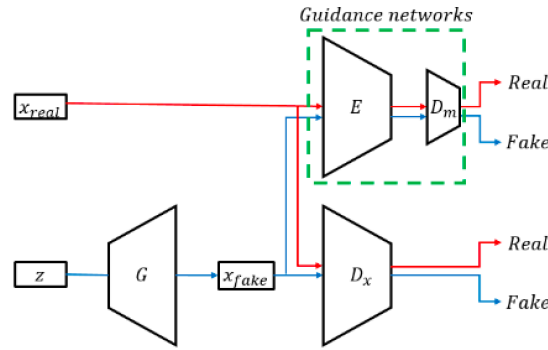 Guidance networks
x_real
E
D_m
Real
Fake
z
G
x_fake
D_x
Real
Fake